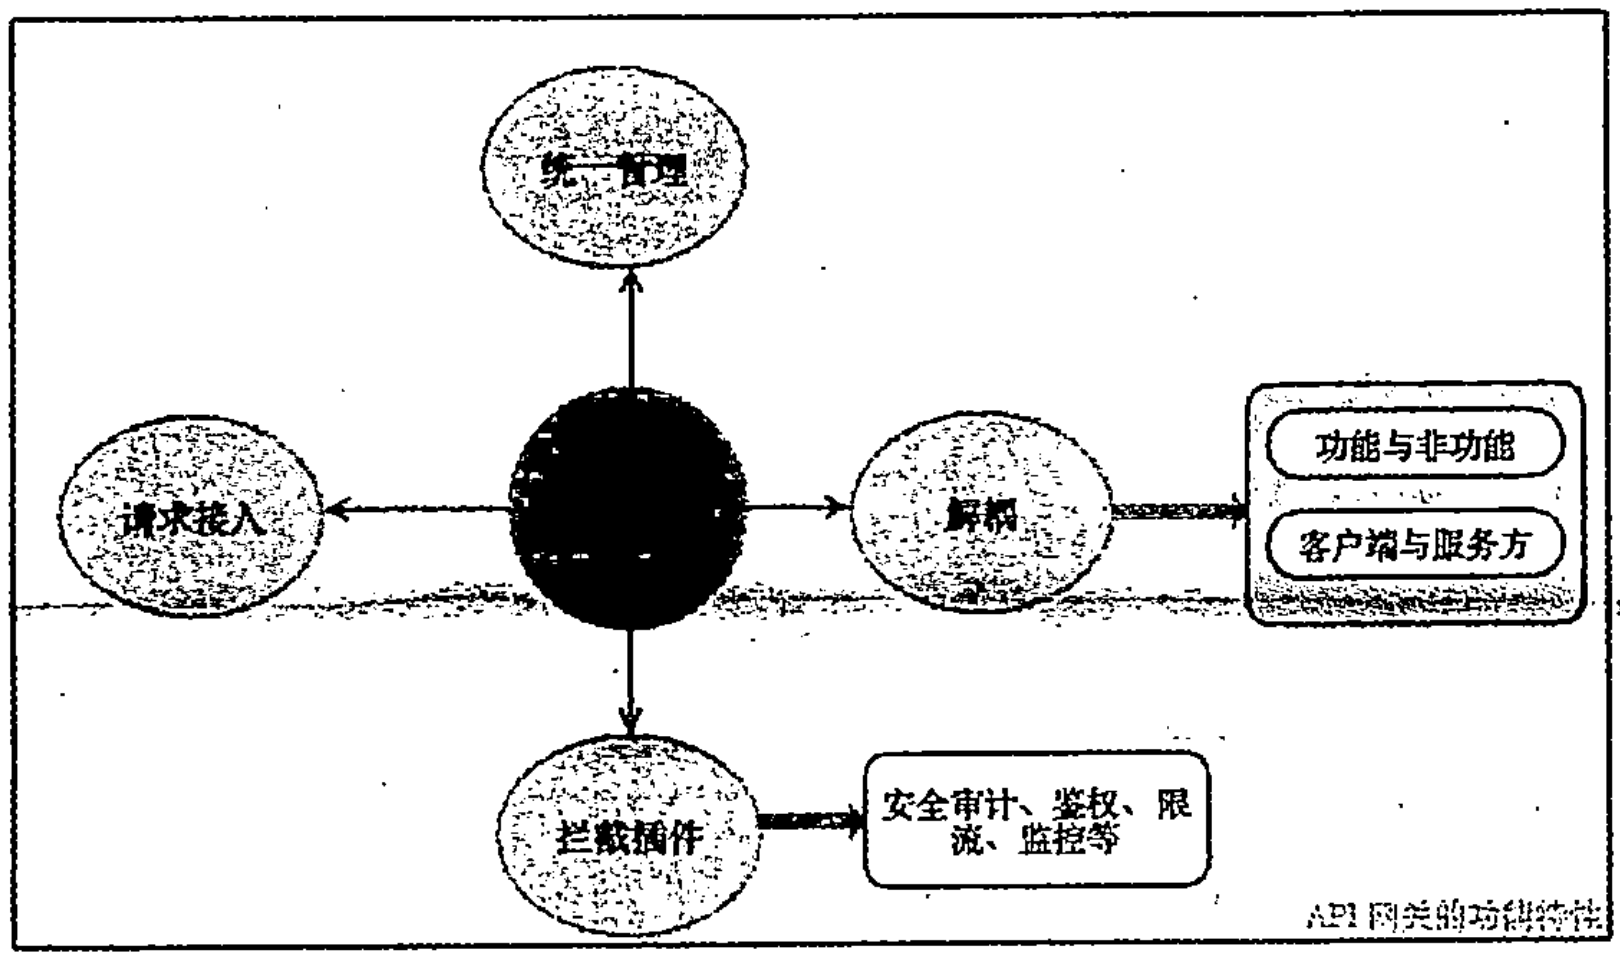 统一管理
请求接入
解耦
功能与非功能
客户端与服务方
拦截插件
安全审计、鉴权、限
流、监控等
API 网关的功能特性